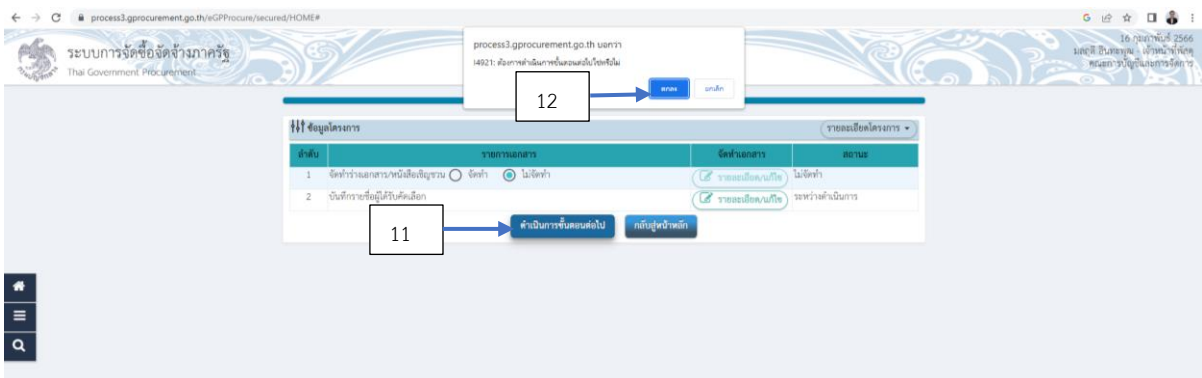 process3.gprocurement.go.th/eGPProcure/secured/HOME#
ระบบการจัดซื้อจัดจ้างภาครัฐ
Thai Government Procurement
process3.gprocurement.go.th บอกว่า
I4921: ต้องการดำเนินการขั้นตอนต่อไปใช่หรือไม่
ตกลง
ยกเลิก
12
16 กุมภาพันธ์ 2566
คณะการบัญชีและการจัดการ
ข้อมูลโครงการ
รายละเอียดโครงการ
ลำดับ รายการเอกสาร จัดทำเอกสาร สถานะ
1 จัดทำร่างเอกสาร/หนังสือเชิญชวน จัดทำ ไม่จัดทำ รายละเอียด/แก้ไข ไม่จัดทำ
2 บันทึกรายชื่อผู้ได้รับคัดเลือก รายละเอียด/แก้ไข ระหว่างดำเนินการ
ดำเนินการขั้นตอนต่อไป กลับสู่หน้าหลัก
11